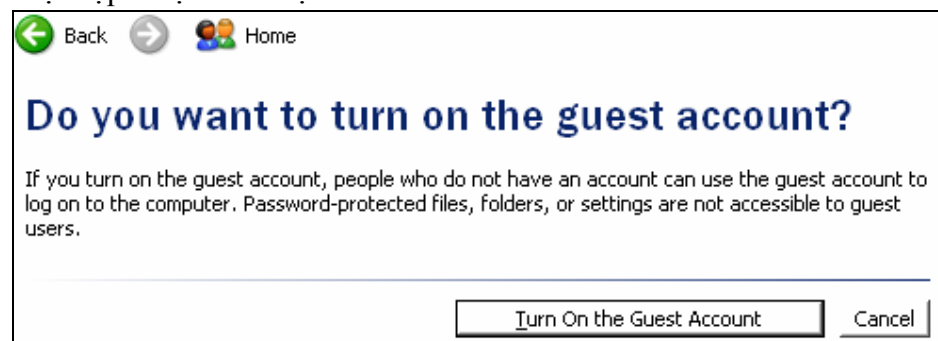 Back Home
Do you want to turn on the guest account?
If you turn on the guest account, people who do not have an account can use the guest account to
log on to the computer. Password-protected files, folders, or settings are not accessible to guest
users.
Turn On the Guest Account Cancel